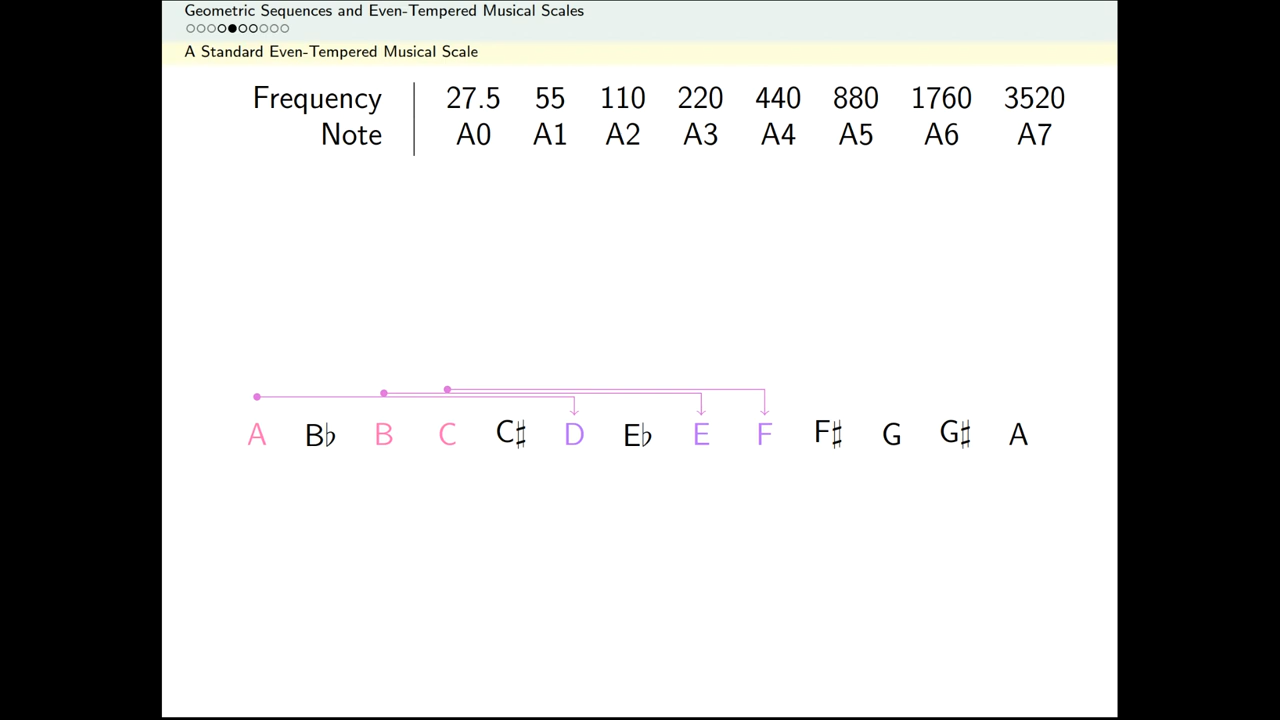 Geometric Sequences and Even-Tempered Musical Scales
A Standard Even-Tempered Musical Scale
Frequency 27.5 55 110 220 440 880 1760 3520
Note A0 A1 A2 A3 A4 A5 A6 A7
A B♭ B C C♯ D E♭ E F F♯ G G♯ A